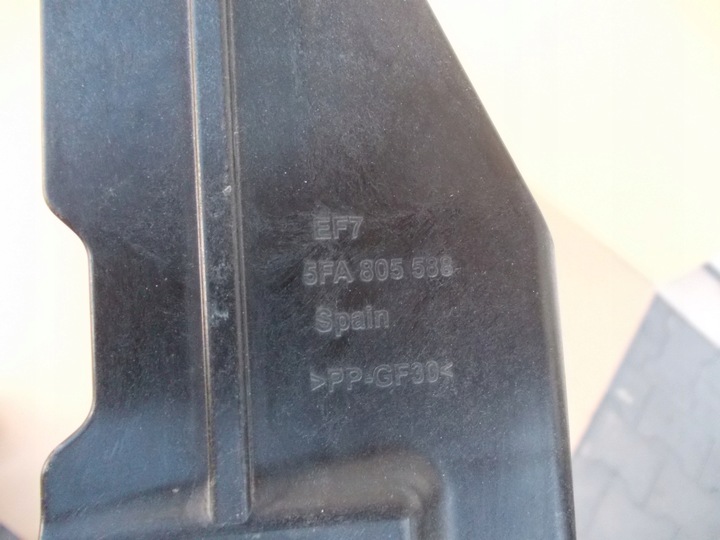 EF7
5FA 805 588
Spain
>PP-GF30<